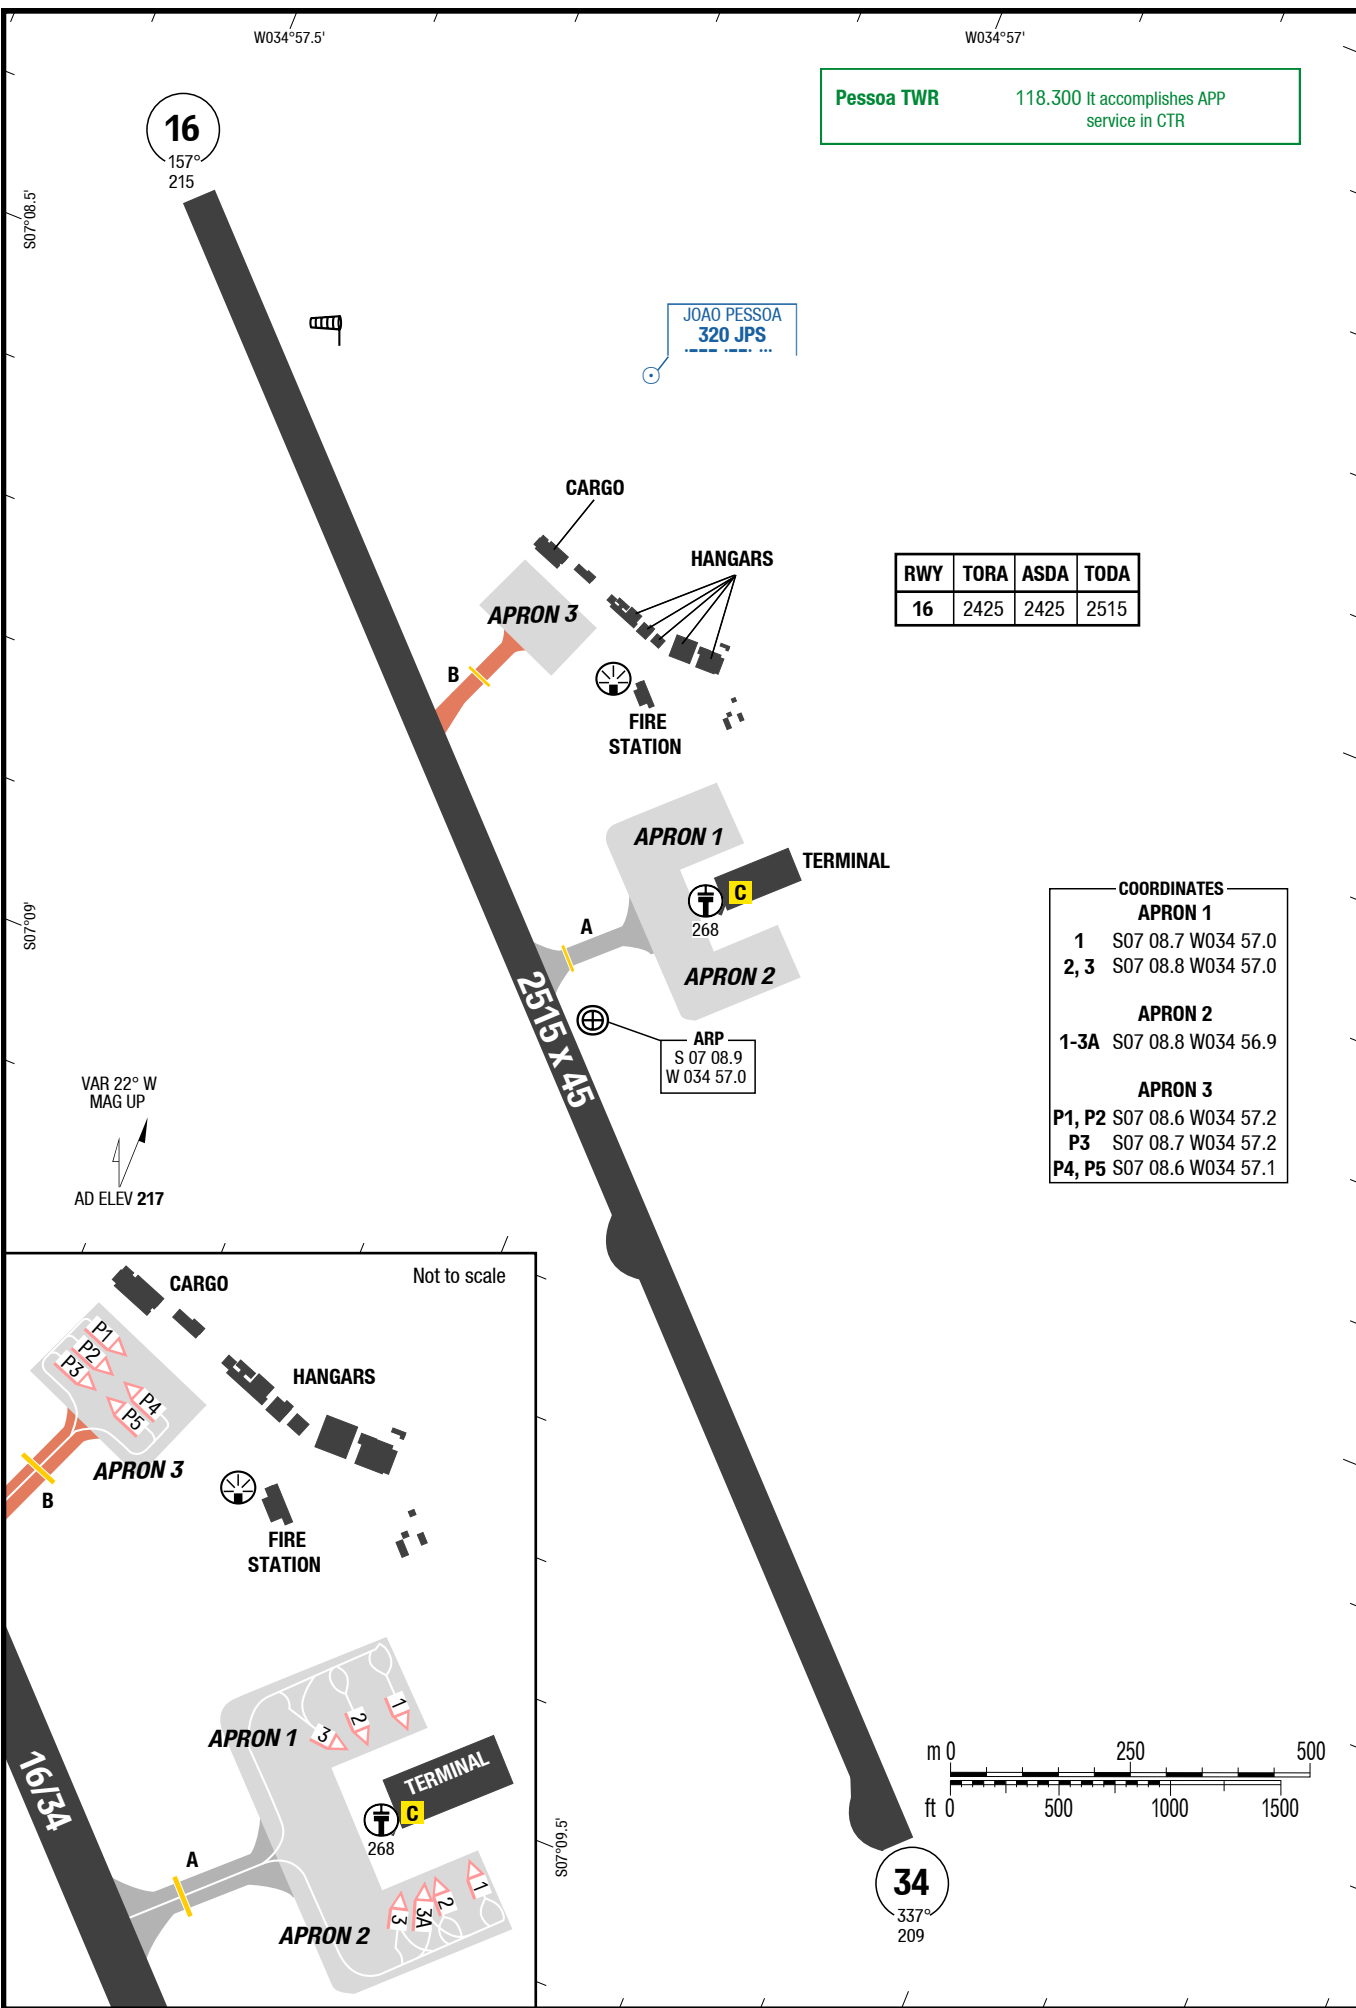 W034°57.5'
W034°57'
Pessoa TWR 118.300 It accomplishes APP
service in CTR
16
157°
215
S07°08.5'
JOAO PESSOA
320 JPS
CARGO
HANGARS
RWY TORA ASDA TODA
16 2425 2425 2515
APRON 3
B
FIRE
STATION
APRON 1
TERMINAL
C
268
A
APRON 2
S07°09'
2515 x 45
ARP
S 07 08.9
W 034 57.0
COORDINATES
APRON 1
1 S07 08.7 W034 57.0
2, 3 S07 08.8 W034 57.0
APRON 2
1-3A S07 08.8 W034 56.9
APRON 3
P1, P2 S07 08.6 W034 57.2
P3 S07 08.7 W034 57.2
P4, P5 S07 08.6 W034 57.1
VAR 22° W
MAG UP
AD ELEV 217
Not to scale
CARGO
P1
P2
P3
P4
P5
HANGARS
APRON 3
B
FIRE
STATION
APRON 1
3
2
1
TERMINAL
C
268
16/34
A
APRON 2
3
3A
2
1
S07°09.5'
m 0 250 500
ft 0 500 1000 1500
34
337°
209